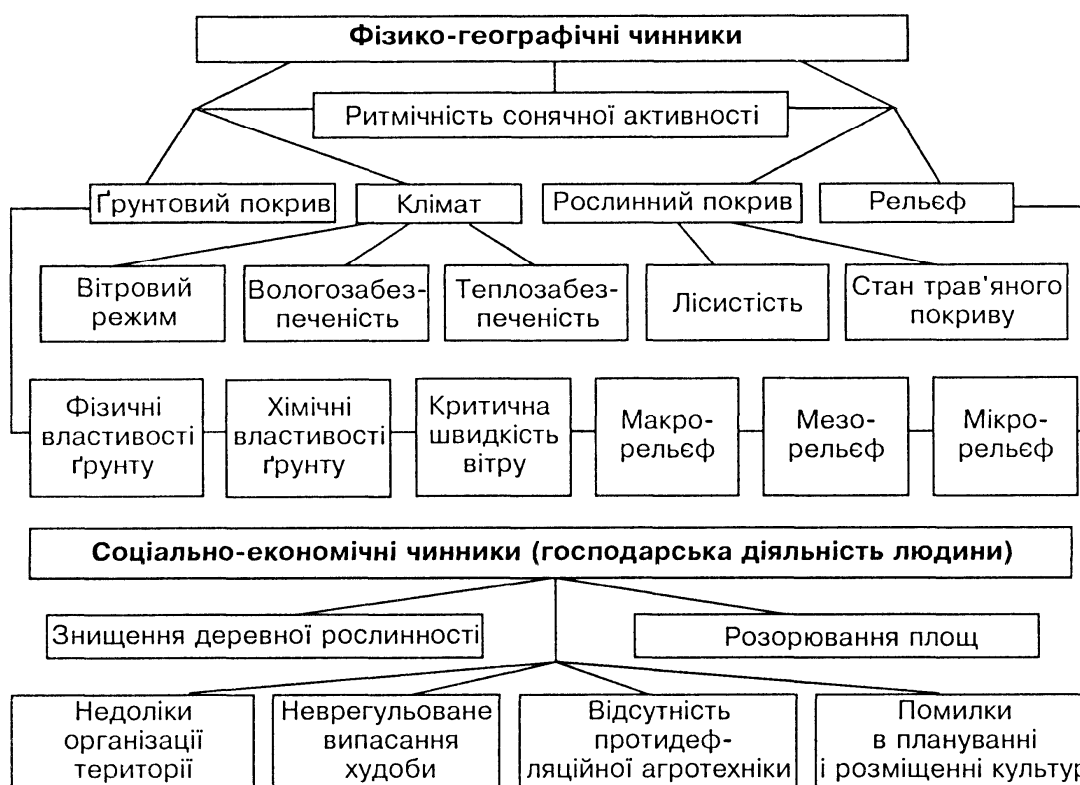 Фізико-географічні чинники
Ритмічність сонячної активності
Ґрунтовий покрив
Клімат
Рослинний покрив
Рельєф
Вітровий
режим
Вологозабез-
печеність
Теплозабез-
печеність
Лісистість
Стан трав'яного
покриву
Фізичні
властивості
ґрунту
Хімічні
властивості
ґрунту
Критична
швидкість
вітру
Макро-
рельєф
Мезо-
рельєф
Мікро-
рельєф
Соціально-економічні чинники (господарська діяльність людини)
Знищення деревної рослинності
Розорювання площ
Недоліки
організації
території
Неврегульоване
випасання
худоби
Відсутність
протидеф-
ляційної агротехніки
Помилки
в плануванні
і розміщенні культур